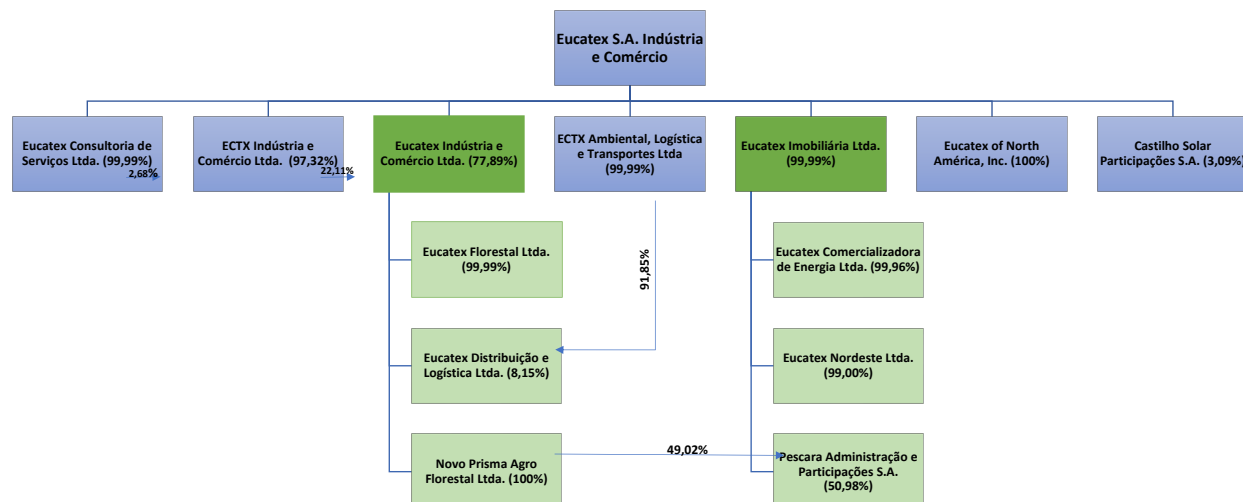 Eucatex S.A. Indústria
e Comércio
Eucatex Consultoria de
Serviços Ltda. (99,99%)
2,68%
ECTX Indústria e
Comércio Ltda. (97,32%)
22,11%
Eucatex Indústria e
Comércio Ltda. (77,89%)
ECTX Ambiental, Logística
e Transportes Ltda
(99,99%)
Eucatex Imobiliária Ltda.
(99,99%)
Eucatex of North
América, Inc. (100%)
Castilho Solar
Participações S.A. (3,09%)
Eucatex Florestal Ltda.
(99,99%)
91,85%
Eucatex Comercializadora
de Energia Ltda. (99,96%)
Eucatex Distribuição e
Logística Ltda. (8,15%)
Eucatex Nordeste Ltda.
(99,00%)
Novo Prisma Agro
Florestal Ltda. (100%)
49,02%
Pescara Administração e
Participações S.A.
(50,98%)